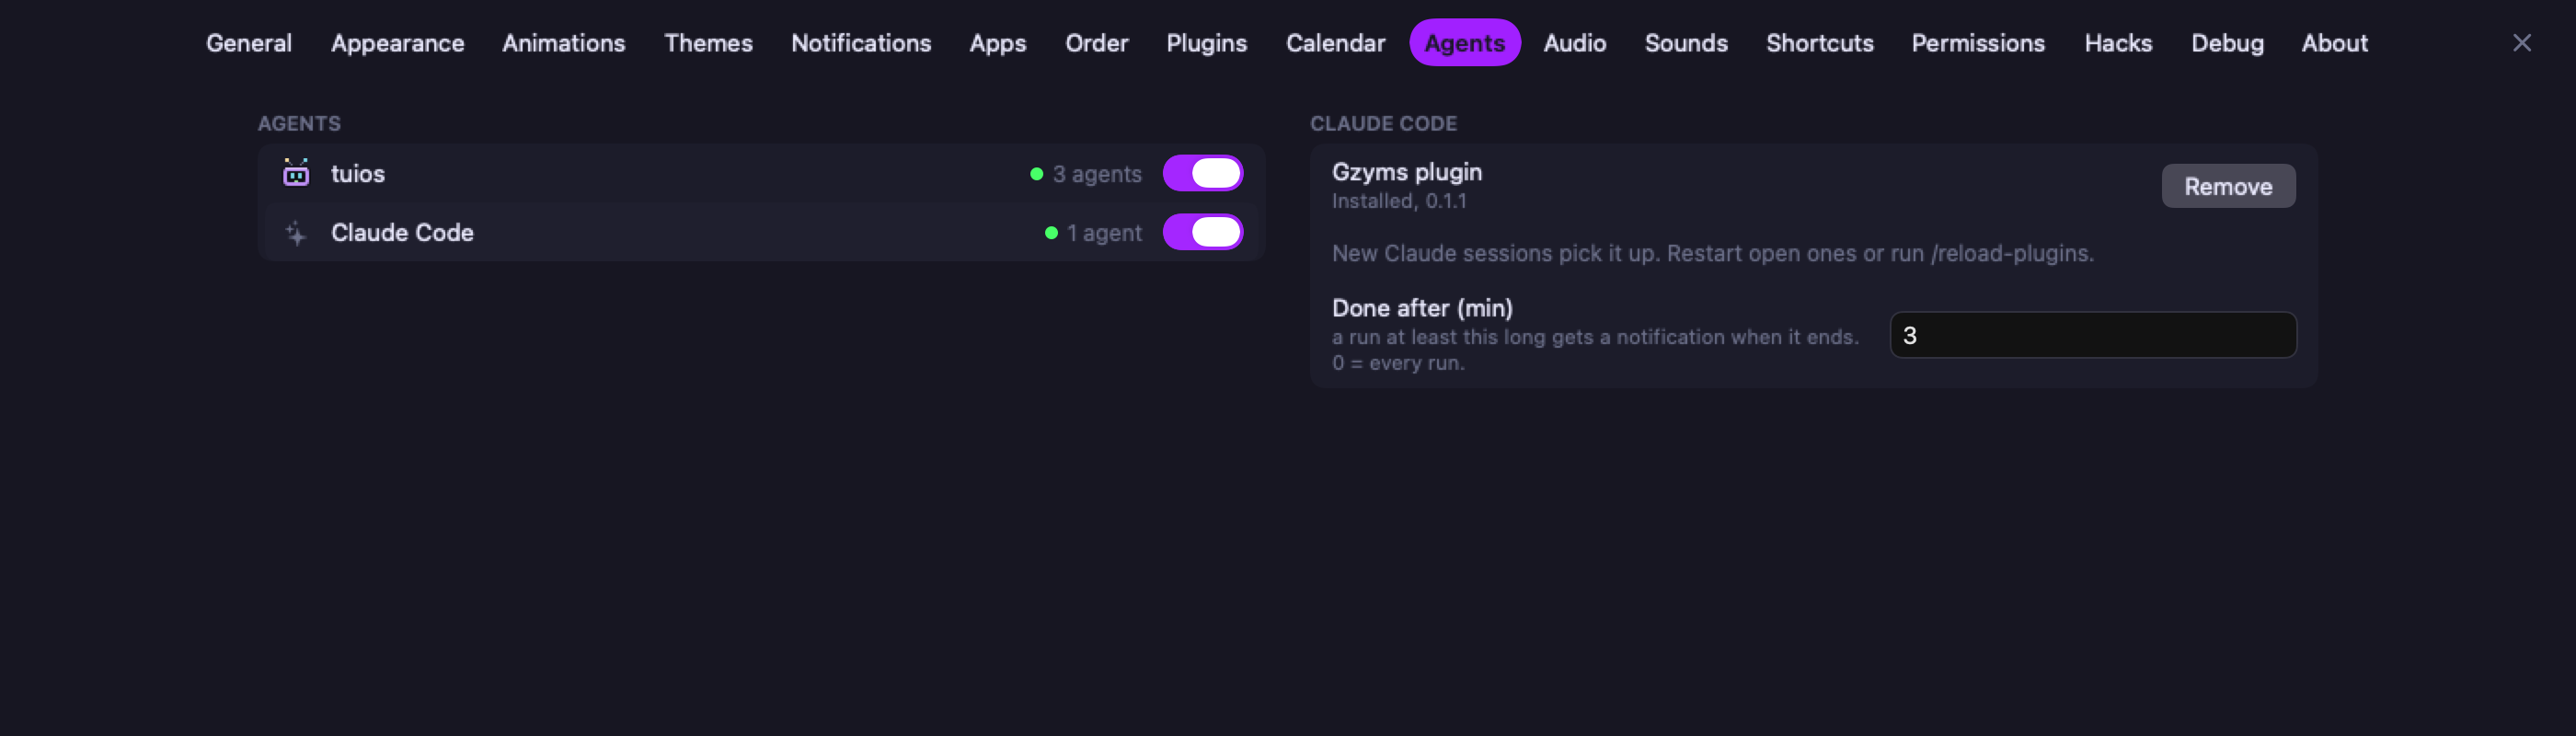 General Appearance Animations Themes Notifications Apps Order Plugins Calendar Agents Audio Sounds Shortcuts Permissions Hacks Debug About
AGENTS
tuios 3 agents
Claude Code 1 agent
CLAUDE CODE
Gzyms plugin
Installed, 0.1.1
Remove
New Claude sessions pick it up. Restart open ones or run /reload-plugins.
Done after (min)
a run at least this long gets a notification when it ends.
0 = every run.
3